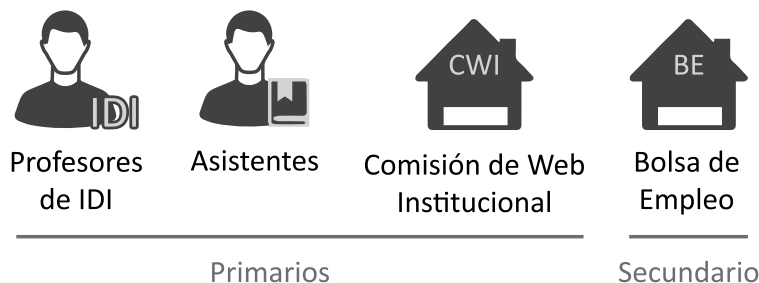 IDI
CWI
BE
Profesores
de IDI
Asistentes
Comisión de Web
Institucional
Bolsa de
Empleo
Primarios
Secundario